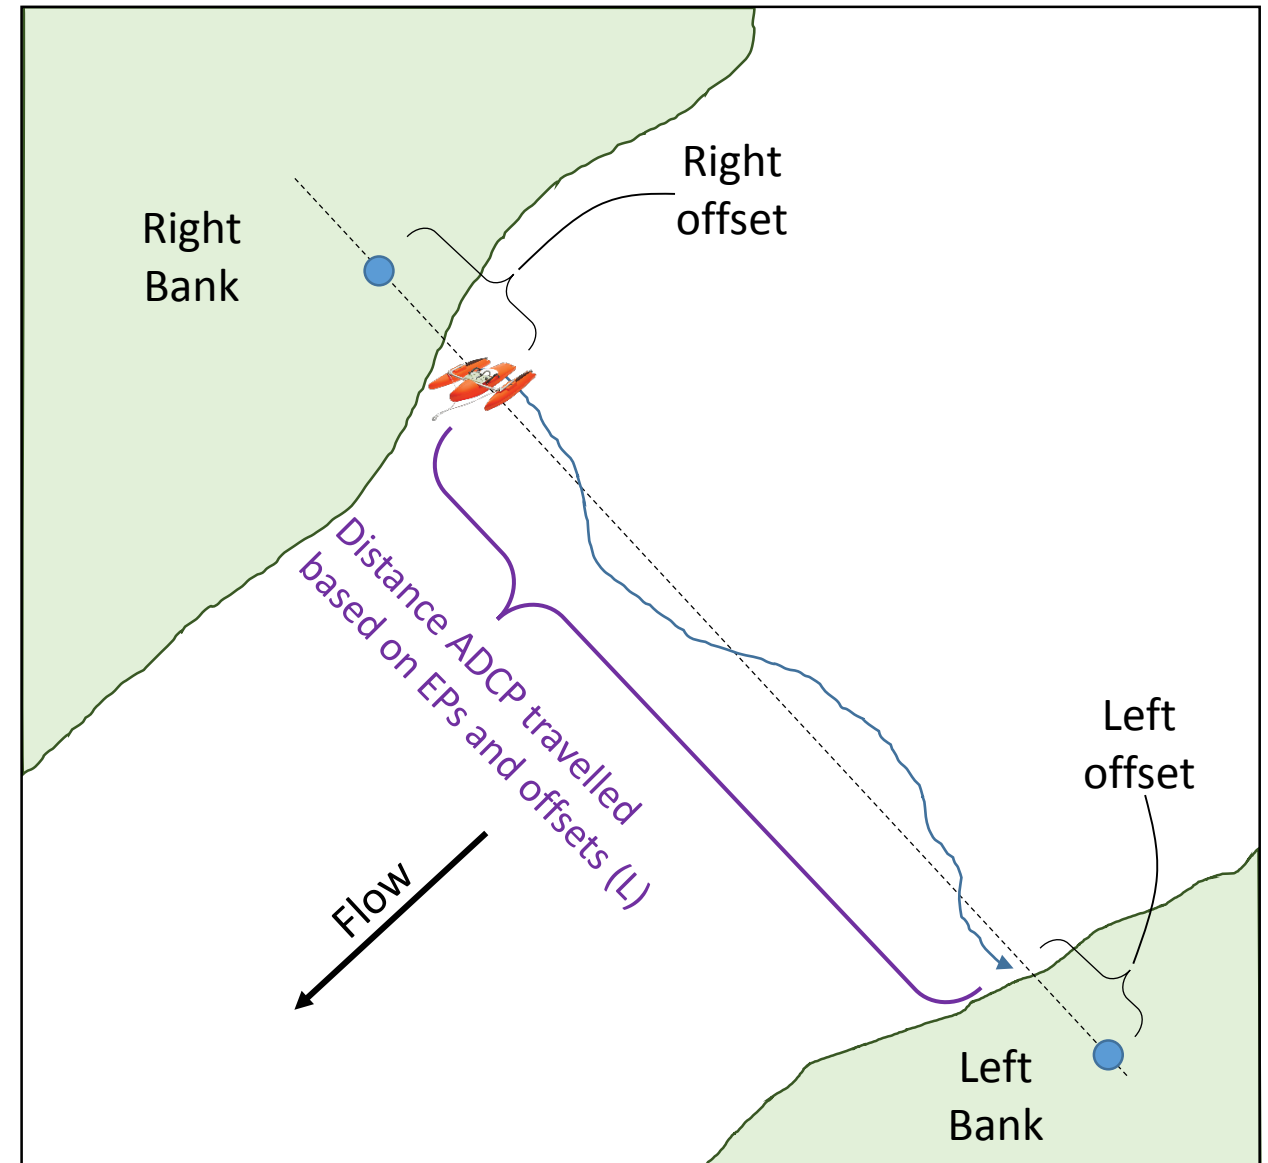 Right
offset
Right
Bank
Distance ADCP travelled
based on EPs and offsets (L)
Left
offset
Flow
Left
Bank